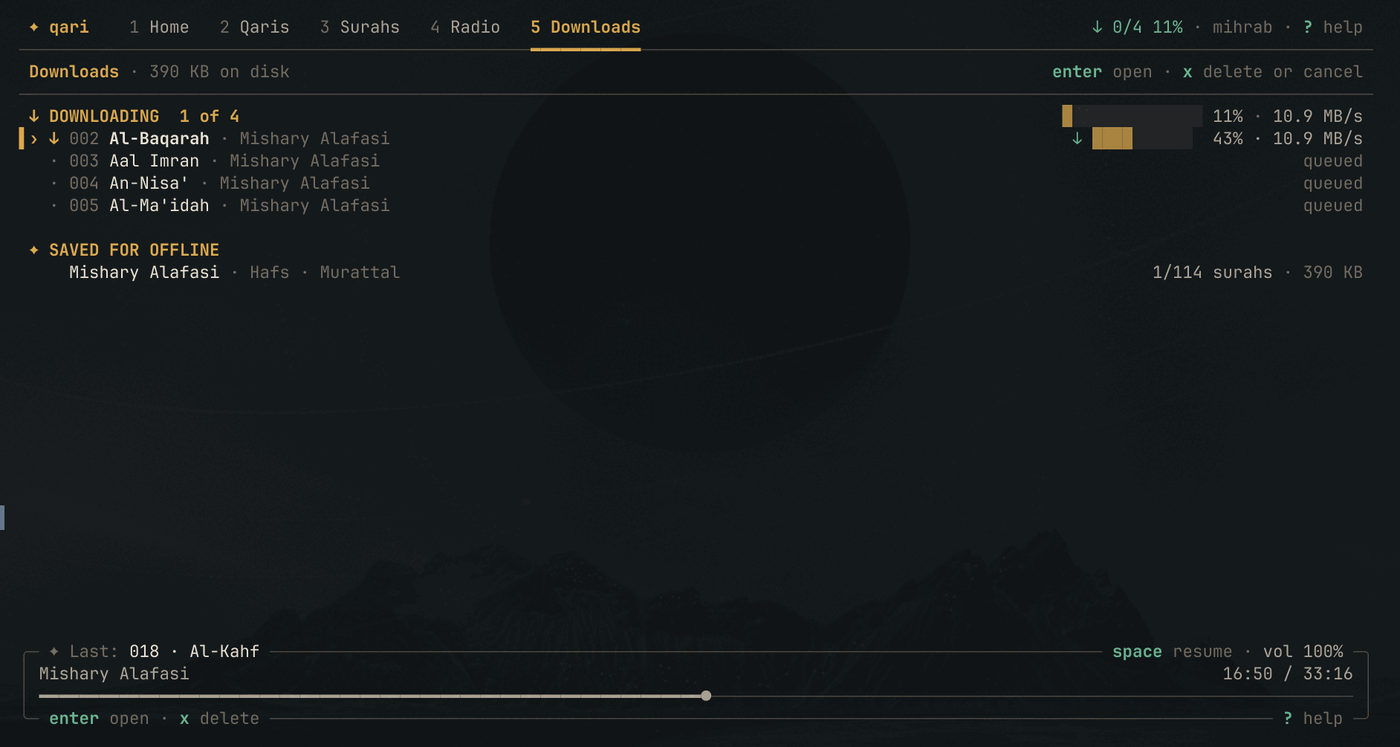 ✦ qari 1 Home 2 Qaris 3 Surahs 4 Radio 5 Downloads ↓ 0/4 11% · mihrab · ? help
Downloads · 390 KB on disk enter open · x delete or cancel
↓ DOWNLOADING 1 of 4 11% · 10.9 MB/s
› ↓ 002 Al-Baqarah · Mishary Alafasi ↓ 43% · 10.9 MB/s
· 003 Aal Imran · Mishary Alafasi queued
· 004 An-Nisa' · Mishary Alafasi queued
· 005 Al-Ma'idah · Mishary Alafasi queued
✦ SAVED FOR OFFLINE
Mishary Alafasi · Hafs · Murattal 1/114 surahs · 390 KB
✦ Last: 018 · Al-Kahf space resume · vol 100%
Mishary Alafasi 16:50 / 33:16
enter open · x delete ? help